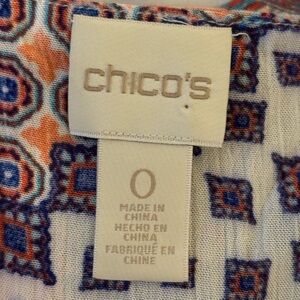 chico's
0
MADE IN
CHINA
HECHO EN
CHINA
FABRIQUÉ EN
CHINE